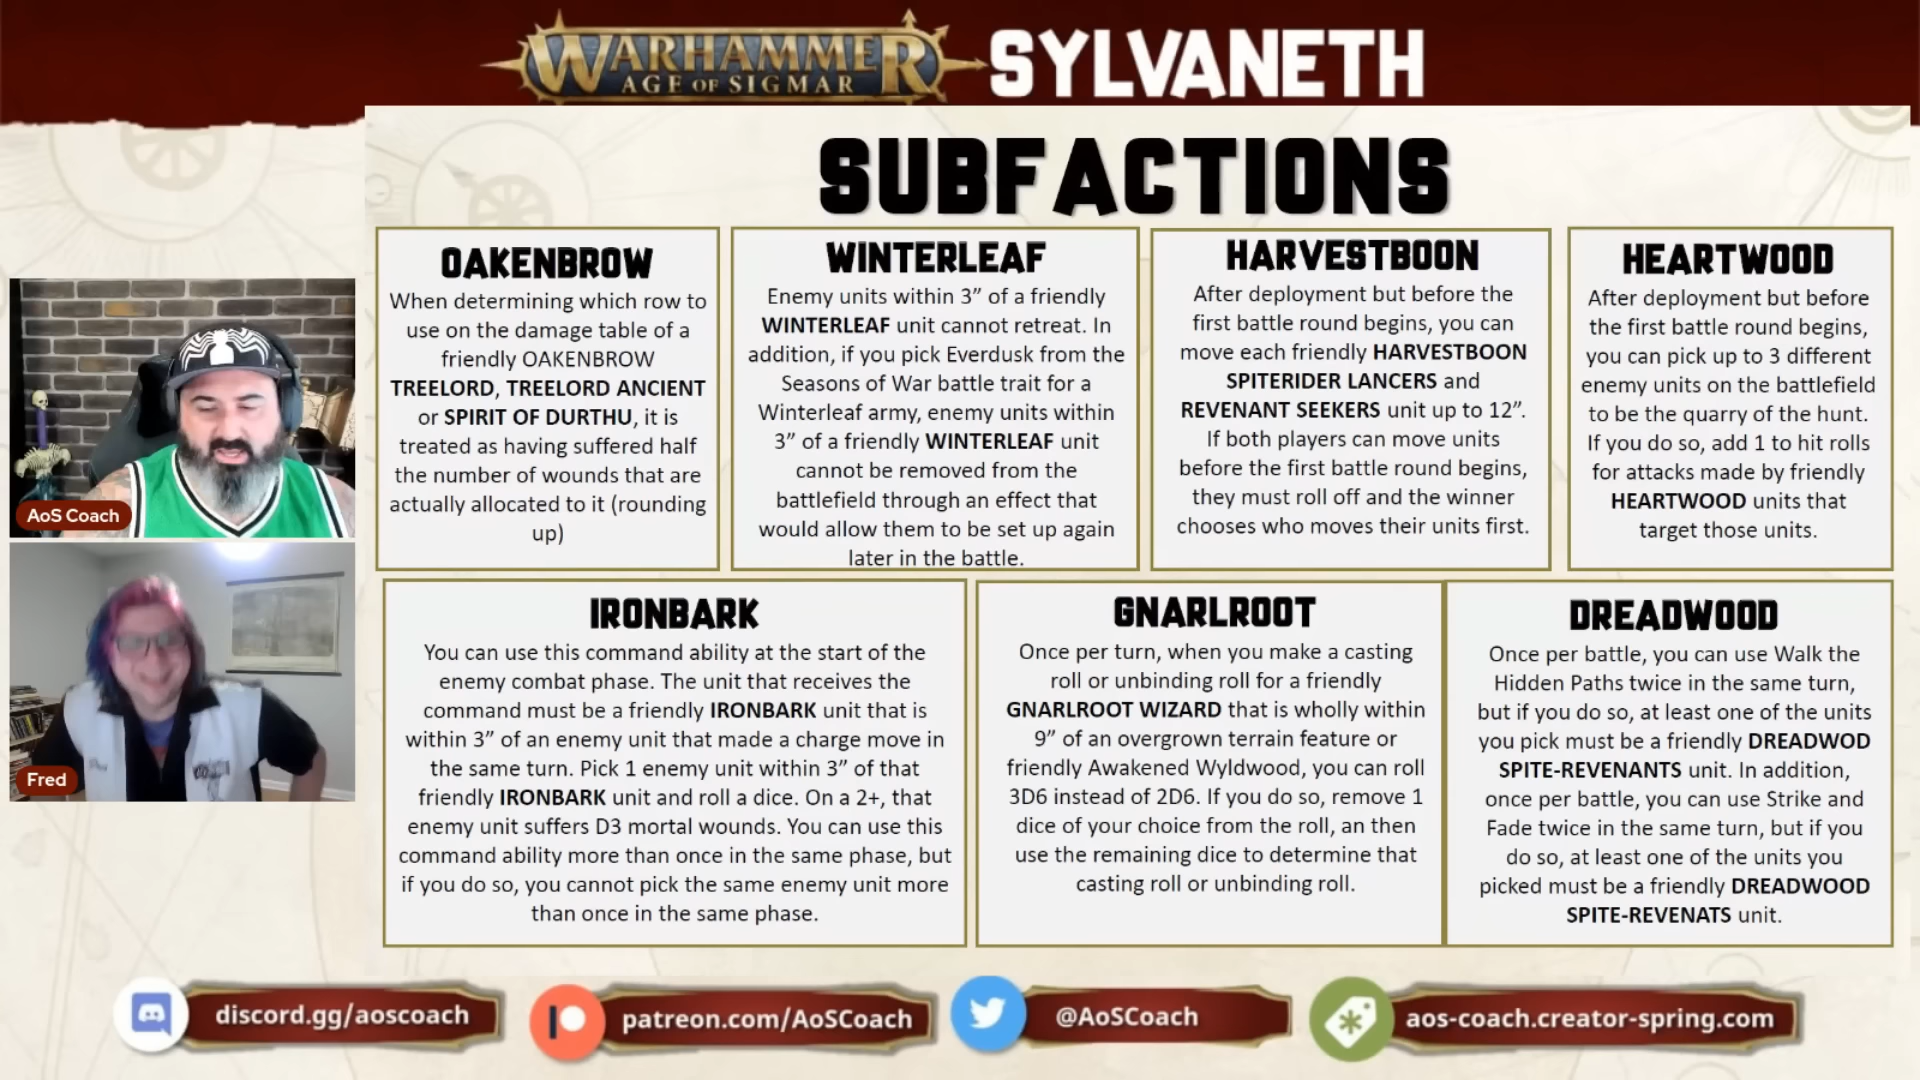 WARHAMMER
AGE OF SIGMAR
SYLVANETH
SUBFACTIONS
OAKENBROW
When determining which row to
use on the damage table of a
friendly OAKENBROW
TREELORD, TREELORD ANCIENT
or SPIRIT OF DURTHU, it is
treated as having suffered half
the number of wounds that are
actually allocated to it (rounding
up)
WINTERLEAF
Enemy units within 3” of a friendly
WINTERLEAF unit cannot retreat. In
addition, if you pick Everdusk from the
Seasons of War battle trait for a
Winterleaf army, enemy units within
3” of a friendly WINTERLEAF unit
cannot be removed from the
battlefield through an effect that
would allow them to be set up again
later in the battle.
HARVESTBOON
After deployment but before the
first battle round begins, you can
move each friendly HARVESTBOON
SPITERIDER LANCERS and
REVENANT SEEKERS unit up to 12”.
If both players can move units
before the first battle round begins,
they must roll off and the winner
chooses who moves their units first.
HEARTWOOD
After deployment but before
the first battle round begins,
you can pick up to 3 different
enemy units on the battlefield
to be the quarry of the hunt.
If you do so, add 1 to hit rolls
for attacks made by friendly
HEARTWOOD units that
target those units.
AoS Coach
Fred
IRONBARK
You can use this command ability at the start of the
enemy combat phase. The unit that receives the
command must be a friendly IRONBARK unit that is
within 3” of an enemy unit that made a charge move in
the same turn. Pick 1 enemy unit within 3” of that
friendly IRONBARK unit and roll a dice. On a 2+, that
enemy unit suffers D3 mortal wounds. You can use this
command ability more than once in the same phase, but
if you do so, you cannot pick the same enemy unit more
than once in the same phase.
GNARLROOT
Once per turn, when you make a casting
roll or unbinding roll for a friendly
GNARLROOT WIZARD that is wholly within
9” of an overgrown terrain feature or
friendly Awakened Wyldwood, you can roll
3D6 instead of 2D6. If you do so, remove 1
dice of your choice from the roll, an then
use the remaining dice to determine that
casting roll or unbinding roll.
DREADWOOD
Once per battle, you can use Walk the
Hidden Paths twice in the same turn,
but if you do so, at least one of the units
you pick must be a friendly DREADWOD
SPITE-REVENANTS unit. In addition,
once per battle, you can use Strike and
Fade twice in the same turn, but if you
do so, at least one of the units you
picked must be a friendly DREADWOOD
SPITE-REVENATS unit.
discord.gg/aoscoach
patreon.com/AoSCoach
@AoSCoach
aos-coach.creator-spring.com